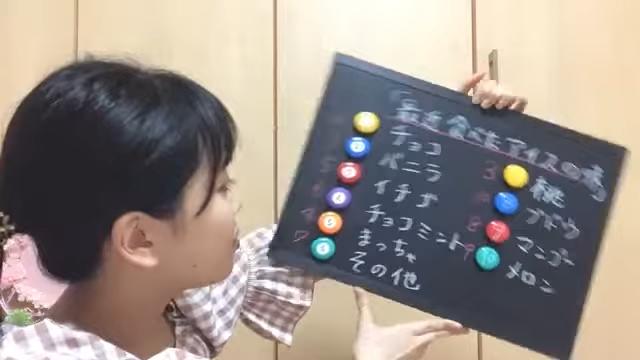 最近食べたアイスの味
チョコ
バニラ
イチゴ
チョコミント
まっちゃ
その他
桃
ブドウ
マンゴー
メロン